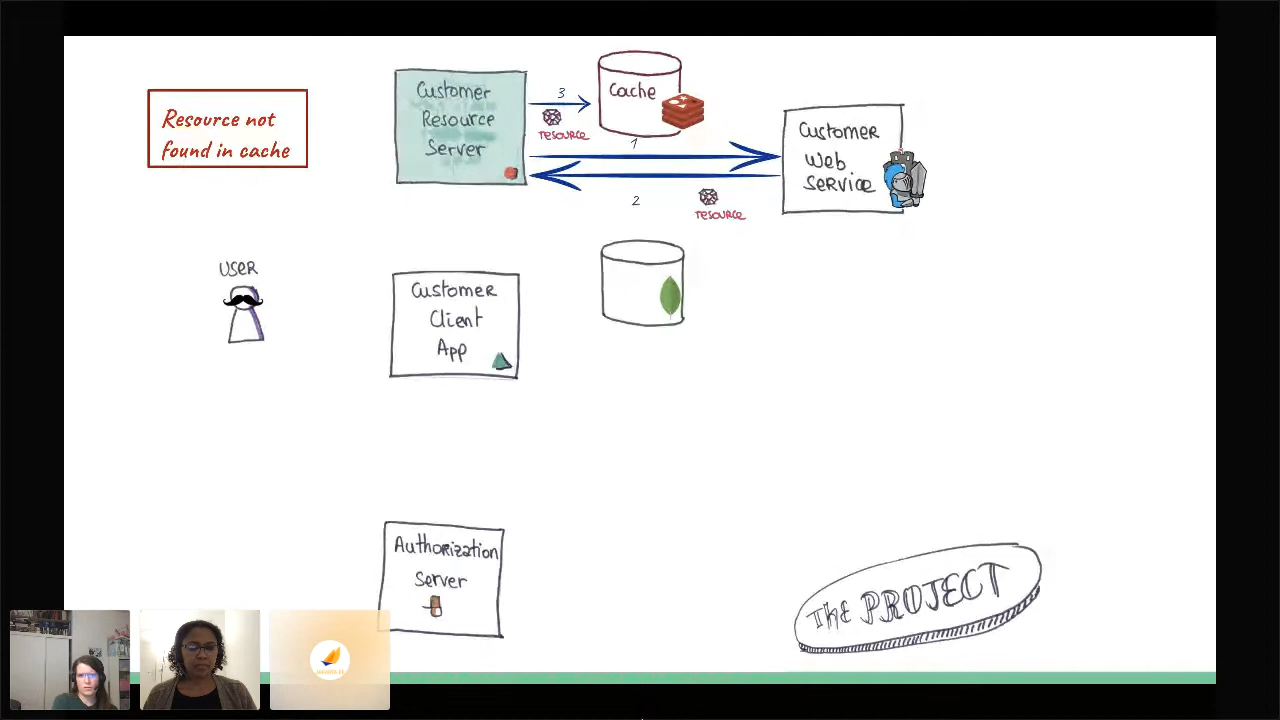 Resource not
found in cache
Customer
Resource
Server
3
RESOURCE
Cache
1
2
RESOURCE
Customer
Web
Service
USER
Customer
Client
App
Authorization
Server
The PROJECT